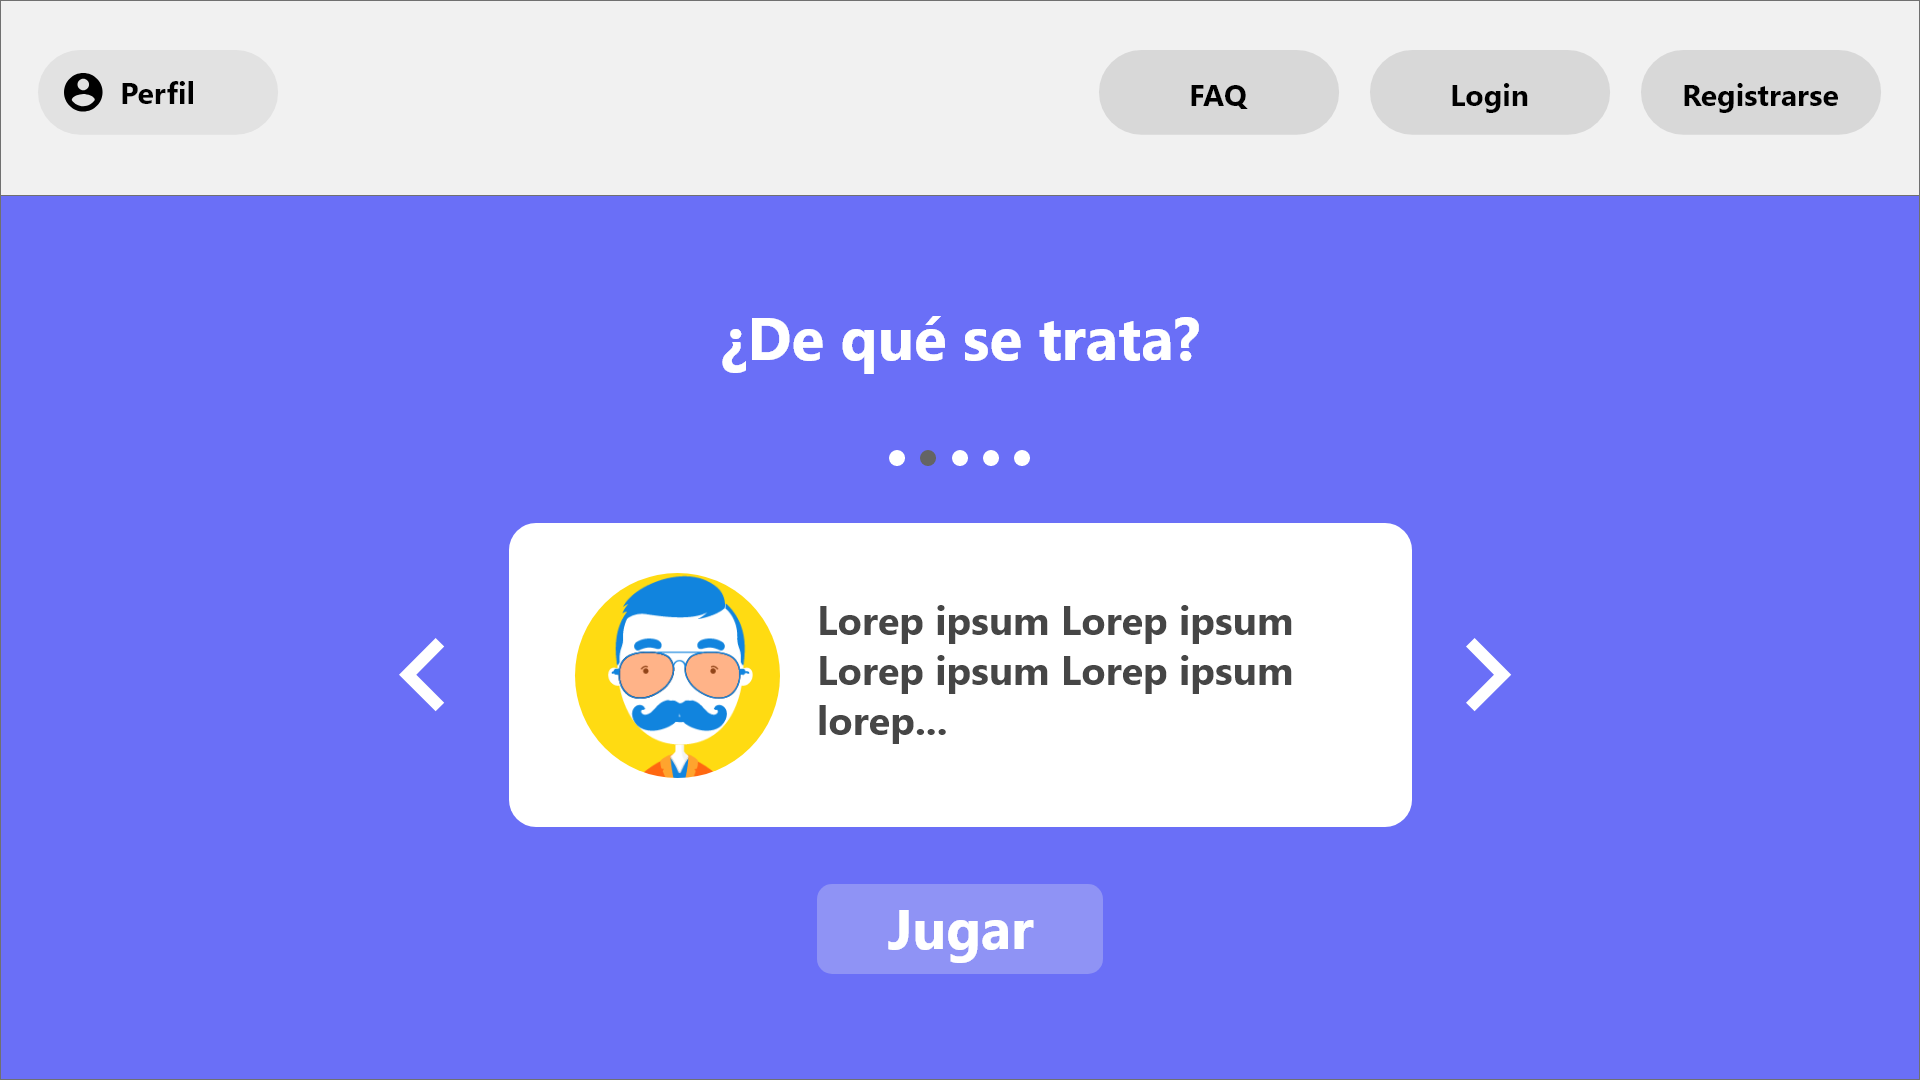 Perfil
FAQ
Login
Registrarse
¿De qué se trata?
Lorep ipsum Lorep ipsum
Lorep ipsum Lorep ipsum
lorep...
Jugar